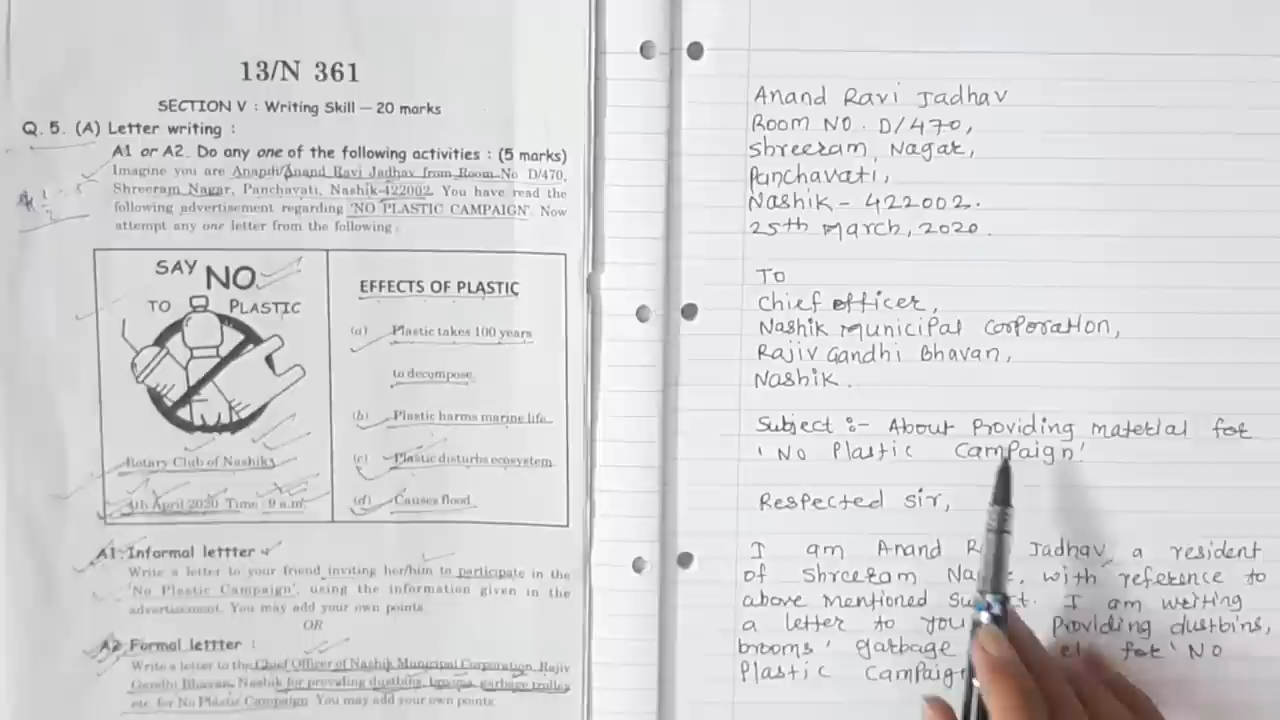 13/N 361
SECTION V : Writing Skill — 20 marks
Q. 5. (A) Letter writing :
A1 or A2. Do any one of the following activities : (5 marks)
Imagine you are Anandi/Anand Ravi Jadhav from Room No D/470,
Shreeram Nagar, Panchavati, Nashik-422002. You have read the
following advertisement regarding 'NO PLASTIC CAMPAIGN'. Now
attempt any one letter from the following :
SAY NO
TO PLASTIC
Rotary Club of Nashik
4th April 2020 Time : 9 a.m.
EFFECTS OF PLASTIC
(a) Plastic takes 100 years
to decompose
(b) Plastic harms marine life
(c) Plastic disturbs ecosystem
(d) Causes flood
A1. Informal lettter
Write a letter to your friend inviting her/him to participate in the
'No Plastic Campaign', using the information given in the
advertisement. You may add your own points
OR
A2 Formal lettter :
Write a letter to the Chief Officer of Nashik Municipal Corporation, Rajiv
Gandhi Bhavan, Nashik for providing dustbins, brooms, garbage trolley
etc. for No Plastic Campaign. You may add your own points.
Anand Ravi Jadhav
Room No. D/470,
Shreeram Nagar,
Panchavati,
Nashik - 422002.
25th March, 2020.
To
Chief officer,
Nashik municipal corporation,
Rajiv Gandhi Bhavan,
Nashik.
Subject :- About Providing material for
'No Plastic Campaign'
Respected sir,
I am Anand Jadhav, a resident
of Shreeram with reference to
above mentioned I am writing
a letter to you Providing dustbins,
brooms' garbage for 'No
Plastic Campaign